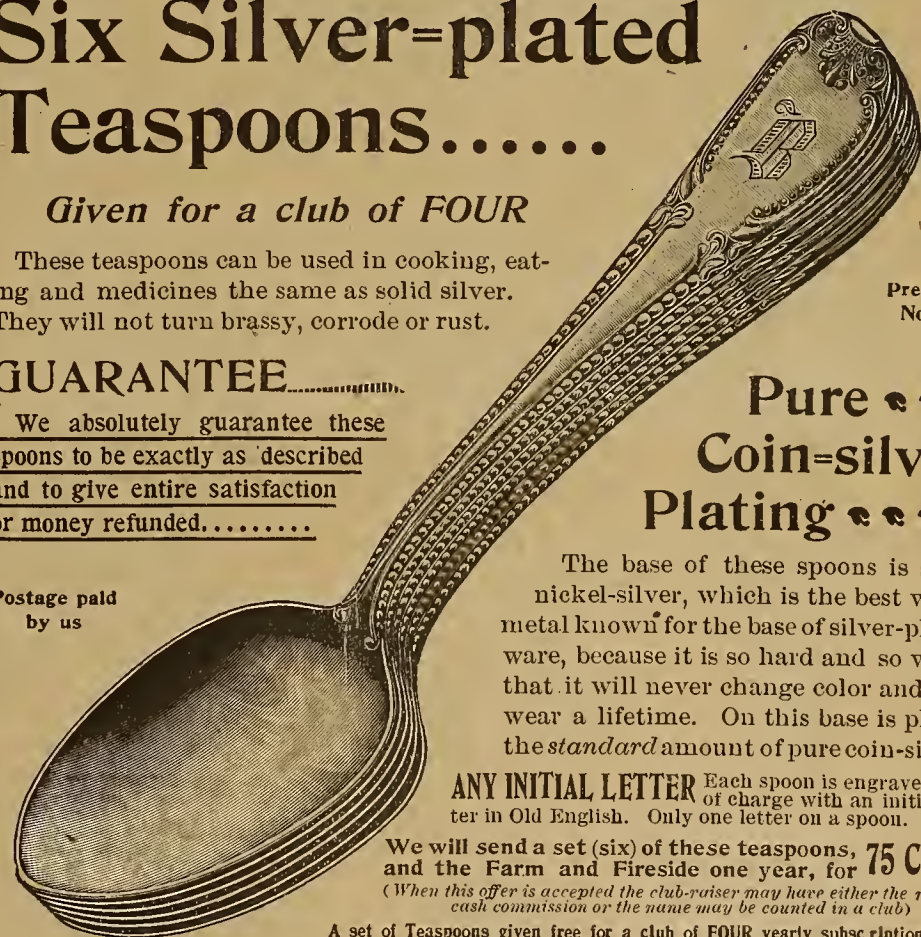 Six Silver=plated
Teaspoons......
Given for a club of FOUR
These teaspoons can be used in cooking, eat-
ng and medicines the same as solid silver.
They will not turn brassy, corrode or rust.
GUARANTEE
We absolutely guarantee these
spoons to be exactly as described
and to give entire satisfaction
or money refunded.........
Postage paid
by us
Pre
No
Pure
Coin=silv
Plating
The base of these spoons is
nickel-silver, which is the best w
metal known for the base of silver-pl
ware, because it is so hard and so w
that it will never change color and
wear a lifetime. On this base is pl
the standard amount of pure coin-si
ANY INITIAL LETTER Each spoon is engrave
of charge with an initi
ter in Old English. Only one letter on a spoon.
We will send a set (six) of these teaspoons,
and the Farm and Fireside one year, for 75 C
(When this offer is accepted the club-raiser may have either the r
cash commission or the name may be counted in a club)
A set of Teaspoons given free for a club of FOUR yearly subscription